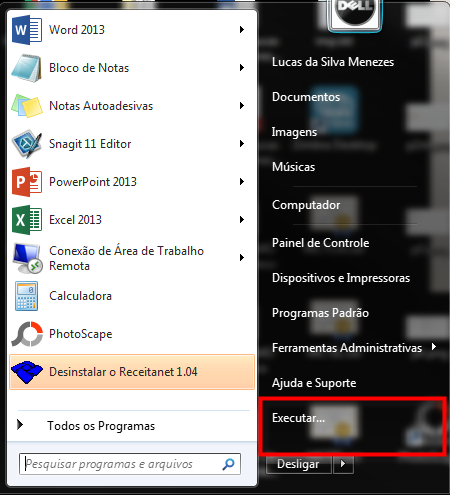 DELL
Word 2013
Bloco de Notas
Notas Autoadesivas
Snagit 11 Editor
PowerPoint 2013
Excel 2013
Conexão de Área de Trabalho
Remota
Calculadora
PhotoScape
Desinstalar o Receitanet 1.04
Todos os Programas
Pesquisar programas e arquivos
Lucas da Silva Menezes
Documentos
Imagens
Músicas
Computador
Painel de Controle
Dispositivos e Impressoras
Programas Padrão
Ferramentas Administrativas
Ajuda e Suporte
Executar...
Desligar